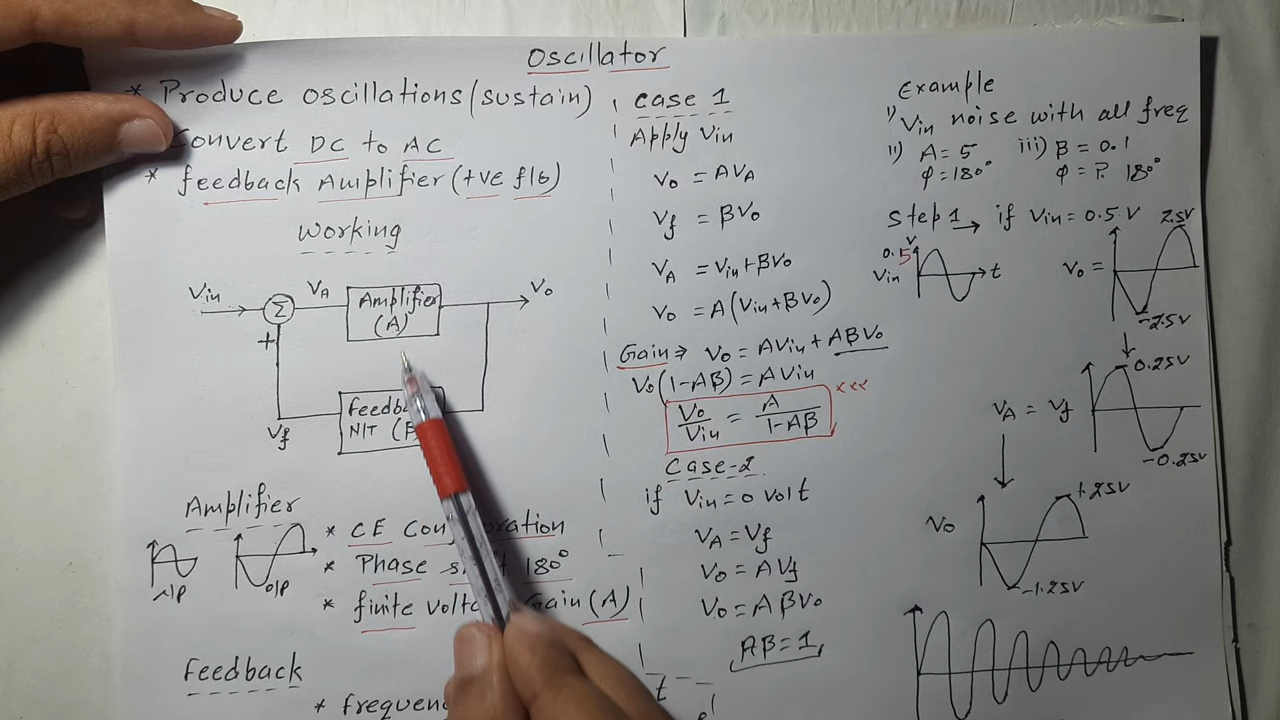 Oscillator
* Produce oscillations (sustain)
Convert DC to AC
* feedback Amplifier (+ve f/b)
Working
Vin
Σ
VA
Amplifier
(A)
Vo
+
Vf
Feedb
N/T (
Amplifier
i/p
o/p
* CE Con ration
* Phase s t 180°
* finite volta Gain (A)
Feedback
* frequen
case 1
Apply Vin
Vo = AVA
Vf = βVo
VA = Vin+βVo
Vo = A(Vin+βVo)
Gain ⇒ Vo = AVin + AβVo
Vo(1-Aβ) = AVin
Vo/Vin = A/1-Aβ
Case-2
if Vin = 0 volt
VA = Vf
Vo = AVf
Vo = AβVo
Aβ = 1
Example
i) Vin noise with all freq
ii) A = 5 iii) β = 0.1
φ = 180° φ = ? 180°
Step 1 → if Vin = 0.5 V
0.5 V
Vin
t
Vo =
2.5V
-2.5V
VA = Vf
0.25V
-0.25V
Vo
1.25V
-1.25V